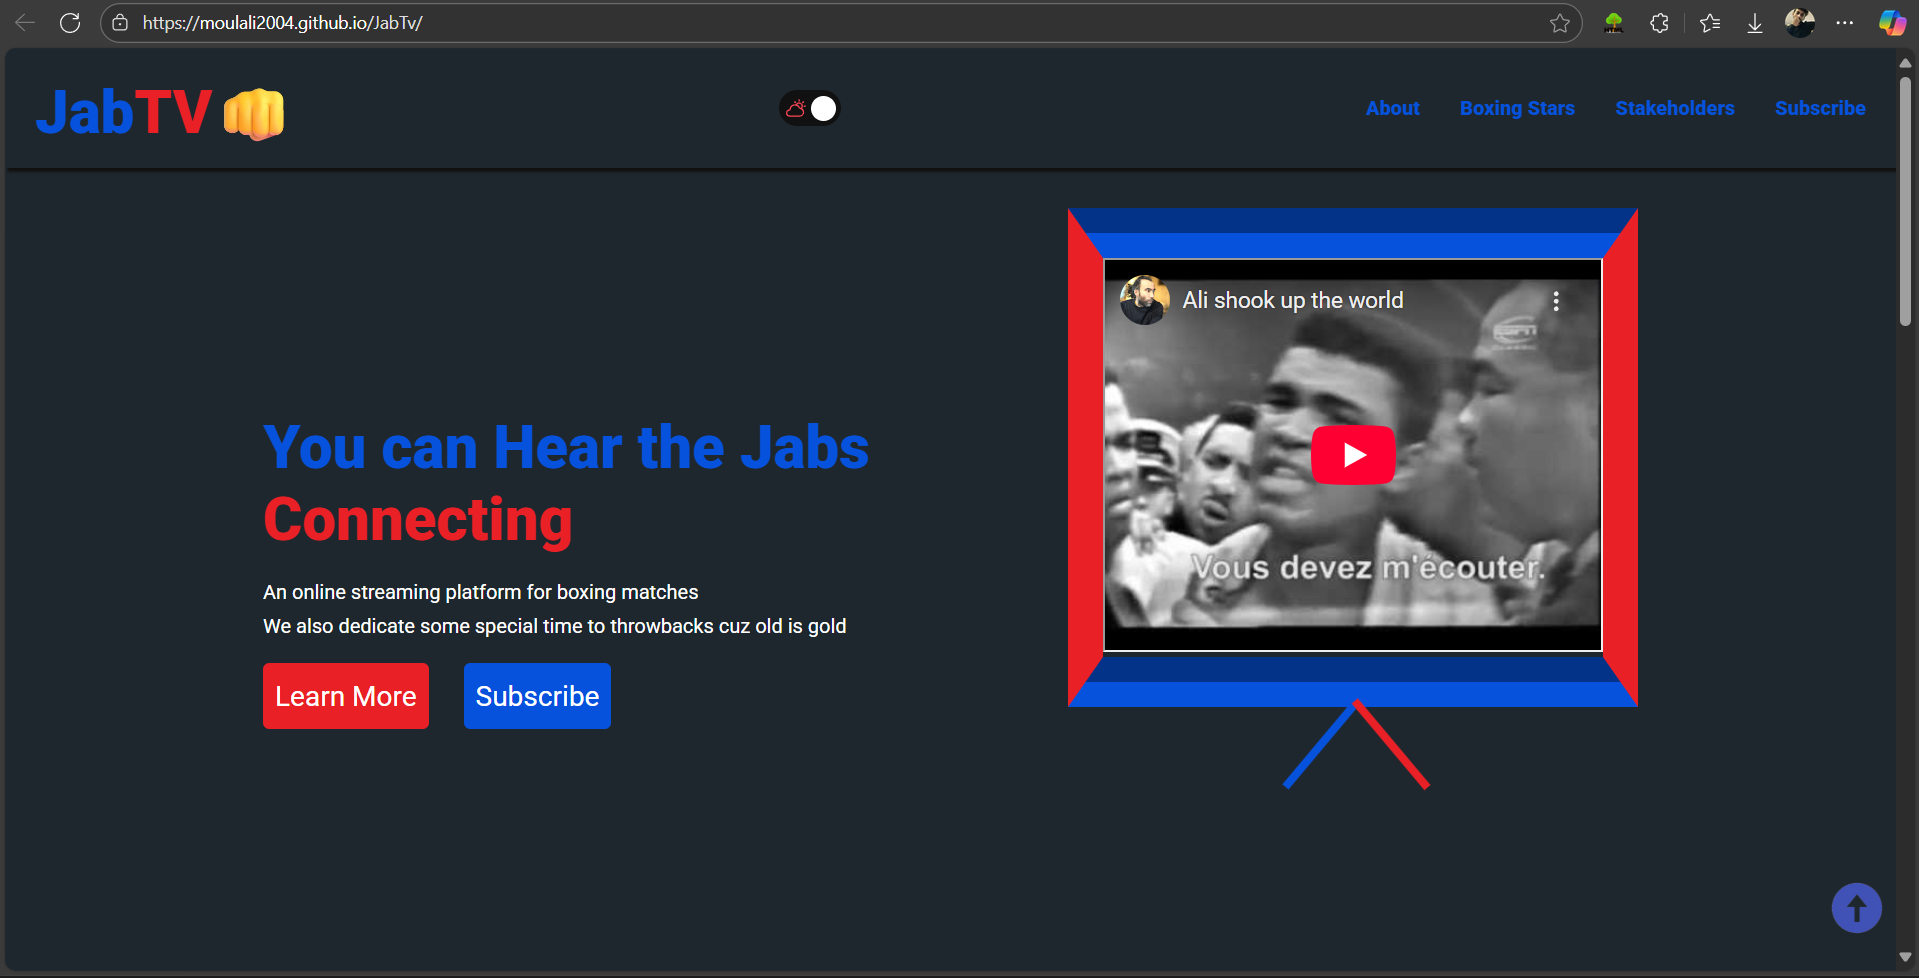 https://moulali2004.github.io/JabTv/
JabTV
About Boxing Stars Stakeholders Subscribe
You can Hear the Jabs
Connecting
An online streaming platform for boxing matches
We also dedicate some special time to throwbacks cuz old is gold
Learn More Subscribe
Ali shook up the world
ESPN
CLASSIC
Vous devez m'écouter.